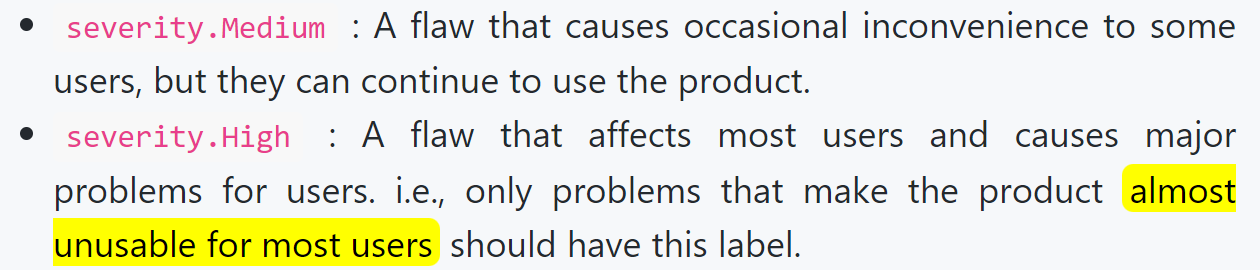 • severity.Medium : A flaw that causes occasional inconvenience to some
users, but they can continue to use the product.
• severity.High : A flaw that affects most users and causes major
problems for users. i.e., only problems that make the product almost
unusable for most users should have this label.